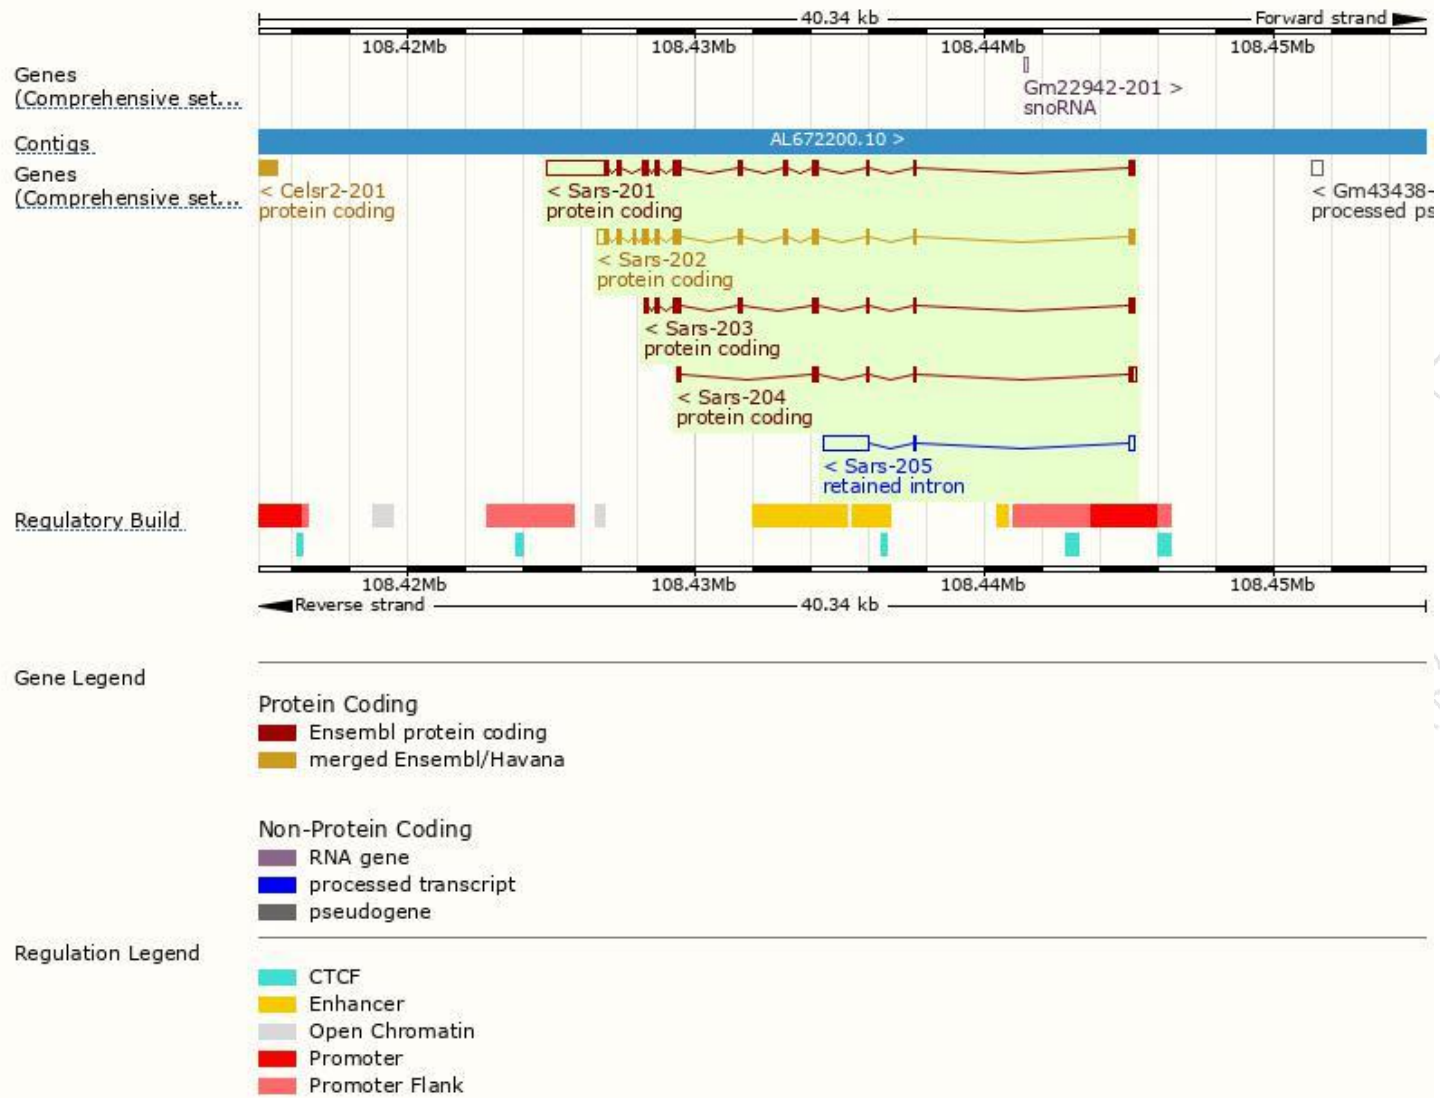 40.34 kb
Forward strand
108.42Mb 108.43Mb 108.44Mb 108.45Mb
Genes
(Comprehensive set...
Gm22942-201 >
snoRNA
Contigs
AL672200.10 >
Genes
(Comprehensive set...
< Celsr2-201
protein coding
< Sars-201
protein coding
< Gm43438-
processed ps
< Sars-202
protein coding
< Sars-203
protein coding
< Sars-204
protein coding
< Sars-205
retained intron
Regulatory Build
108.42Mb 108.43Mb 108.44Mb 108.45Mb
Reverse strand
40.34 kb
Gene Legend
Protein Coding
Ensembl protein coding
merged Ensembl/Havana
Non-Protein Coding
RNA gene
processed transcript
pseudogene
Regulation Legend
CTCF
Enhancer
Open Chromatin
Promoter
Promoter Flank